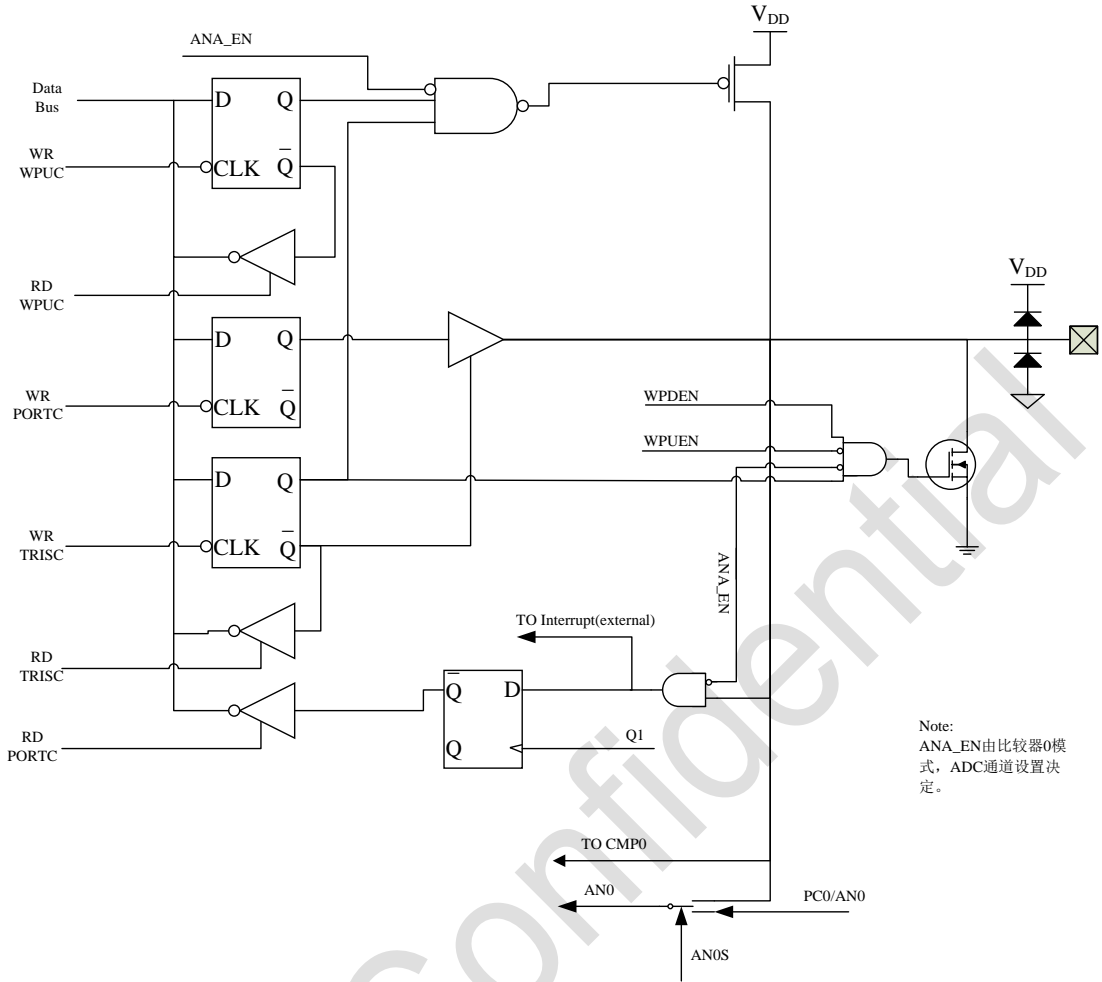 VDD
ANA_EN
Data
Bus
D
Q
WR
WPUC
CLK
Q
RD
WPUC
VDD
D
Q
WR
PORTC
CLK
Q
WPDEN
WPUEN
D
Q
WR
TRISC
CLK
Q
ANA_EN
TO Interrupt(external)
RD
TRISC
Q
D
RD
PORTC
Q
Q1
Note:
ANA_EN由比较器0模
式，ADC通道设置决
定。
TO CMP0
AN0
PC0/AN0
AN0S
Confidential